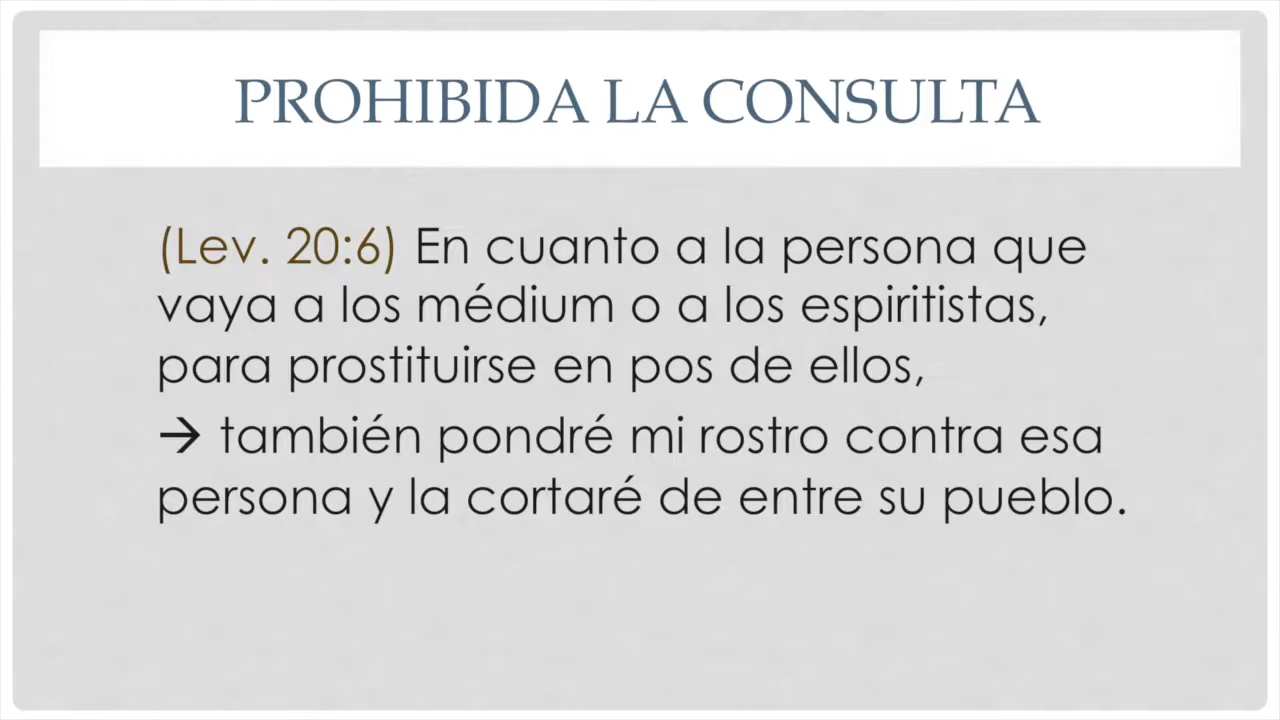 PROHIBIDA LA CONSULTA
(Lev. 20:6) En cuanto a la persona que
vaya a los médium o a los espiritistas,
para prostituirse en pos de ellos,
→ también pondré mi rostro contra esa
persona y la cortaré de entre su pueblo.